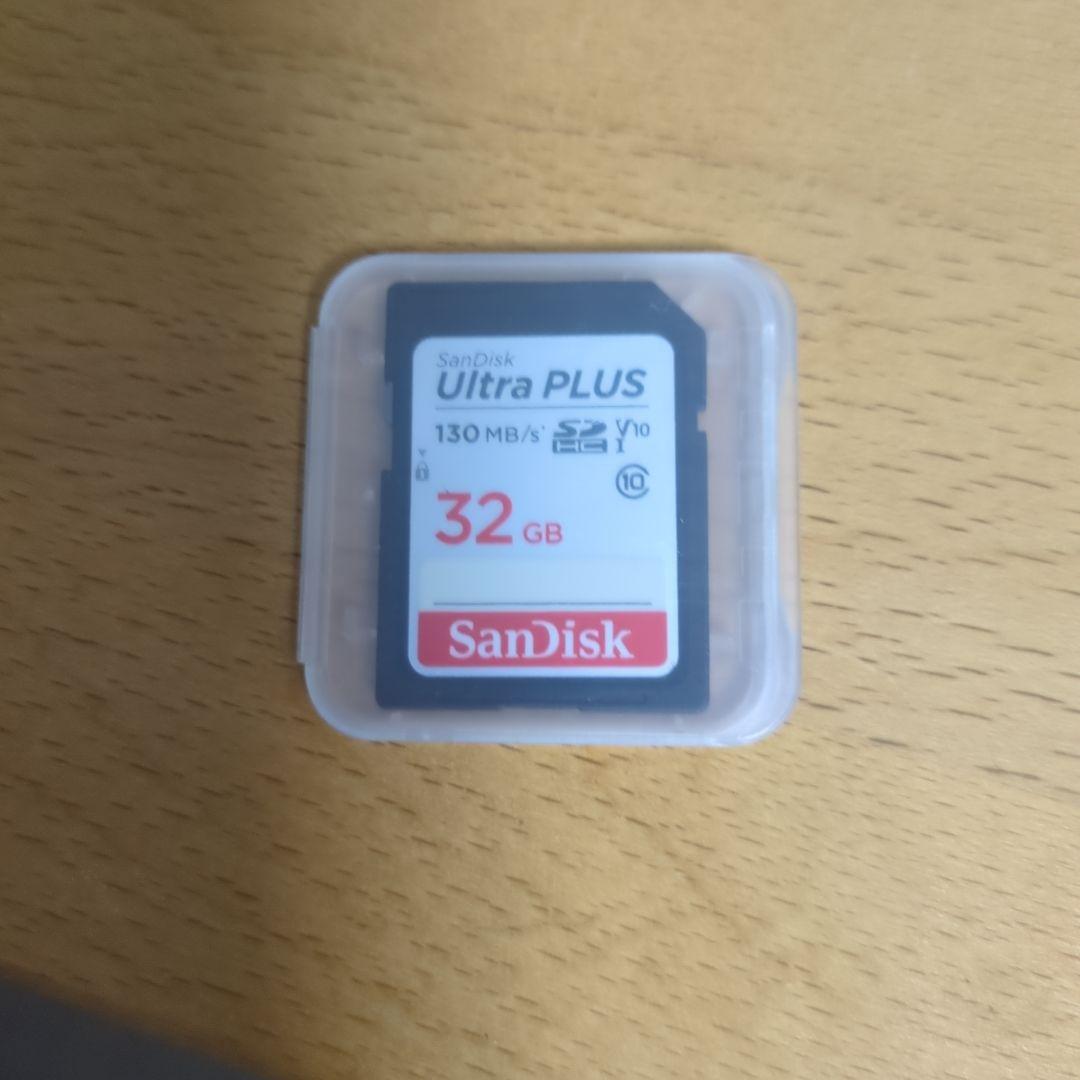 SanDisk
Ultra PLUS
130 MB/s* SD HC I V10
10
32 GB
SanDisk